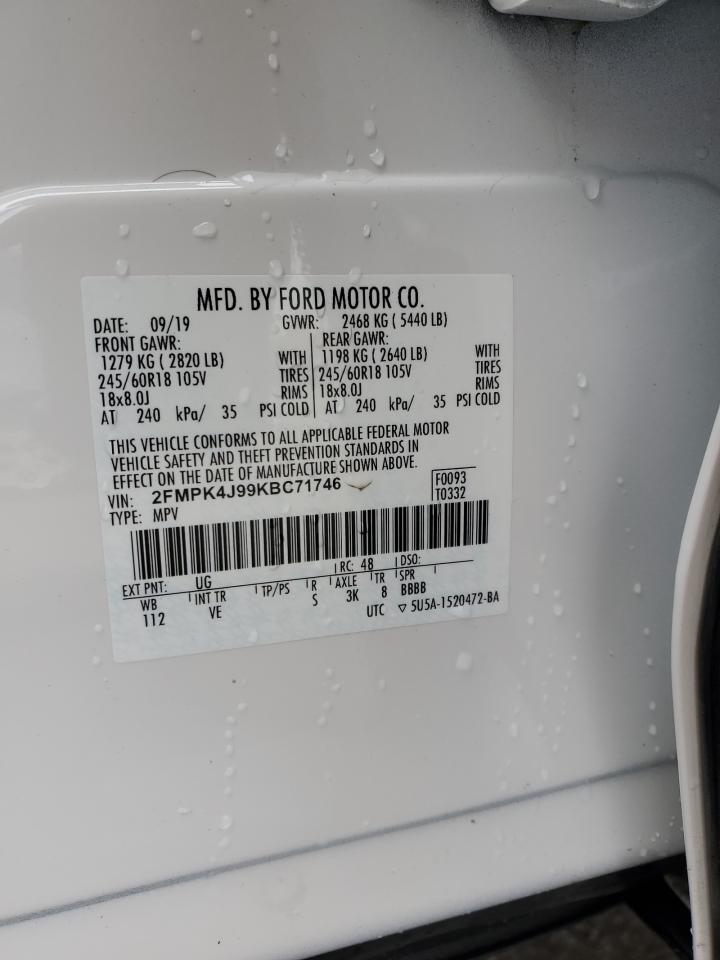 MFD. BY FORD MOTOR CO.
DATE: 09/19 GVWR: 2468 KG ( 5440 LB)
FRONT GAWR: REAR GAWR:
1279 KG ( 2820 LB) WITH 1198 KG ( 2640 LB) WITH
245/60R18 105V TIRES 245/60R18 105V TIRES
18x8.0J RIMS 18x8.0J RIMS
AT 240 kPa/ 35 PSI COLD AT 240 kPa/ 35 PSI COLD
THIS VEHICLE CONFORMS TO ALL APPLICABLE FEDERAL MOTOR
VEHICLE SAFETY AND THEFT PREVENTION STANDARDS IN
EFFECT ON THE DATE OF MANUFACTURE SHOWN ABOVE.
VIN: 2FMPK4J99KBC71746 F0093
TYPE: MPV T0332
EXT PNT: UG RC: 48 DSO:
WB INT TR TP/PS R AXLE TR SPR
112 VE S 3K 8 BBBB
UTC ▽ 5U5A-1520472-BA